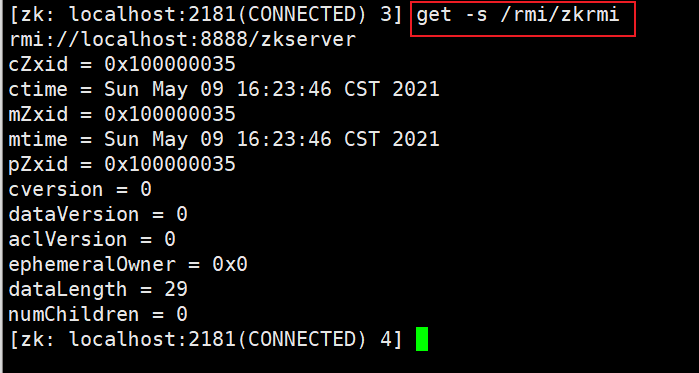 [zk: localhost:2181(CONNECTED) 3] get -s /rmi/zkrmi
rmi://localhost:8888/zkserver
cZxid = 0x100000035
ctime = Sun May 09 16:23:46 CST 2021
mZxid = 0x100000035
mtime = Sun May 09 16:23:46 CST 2021
pZxid = 0x100000035
cversion = 0
dataVersion = 0
aclVersion = 0
ephemeralOwner = 0x0
dataLength = 29
numChildren = 0
[zk: localhost:2181(CONNECTED) 4]